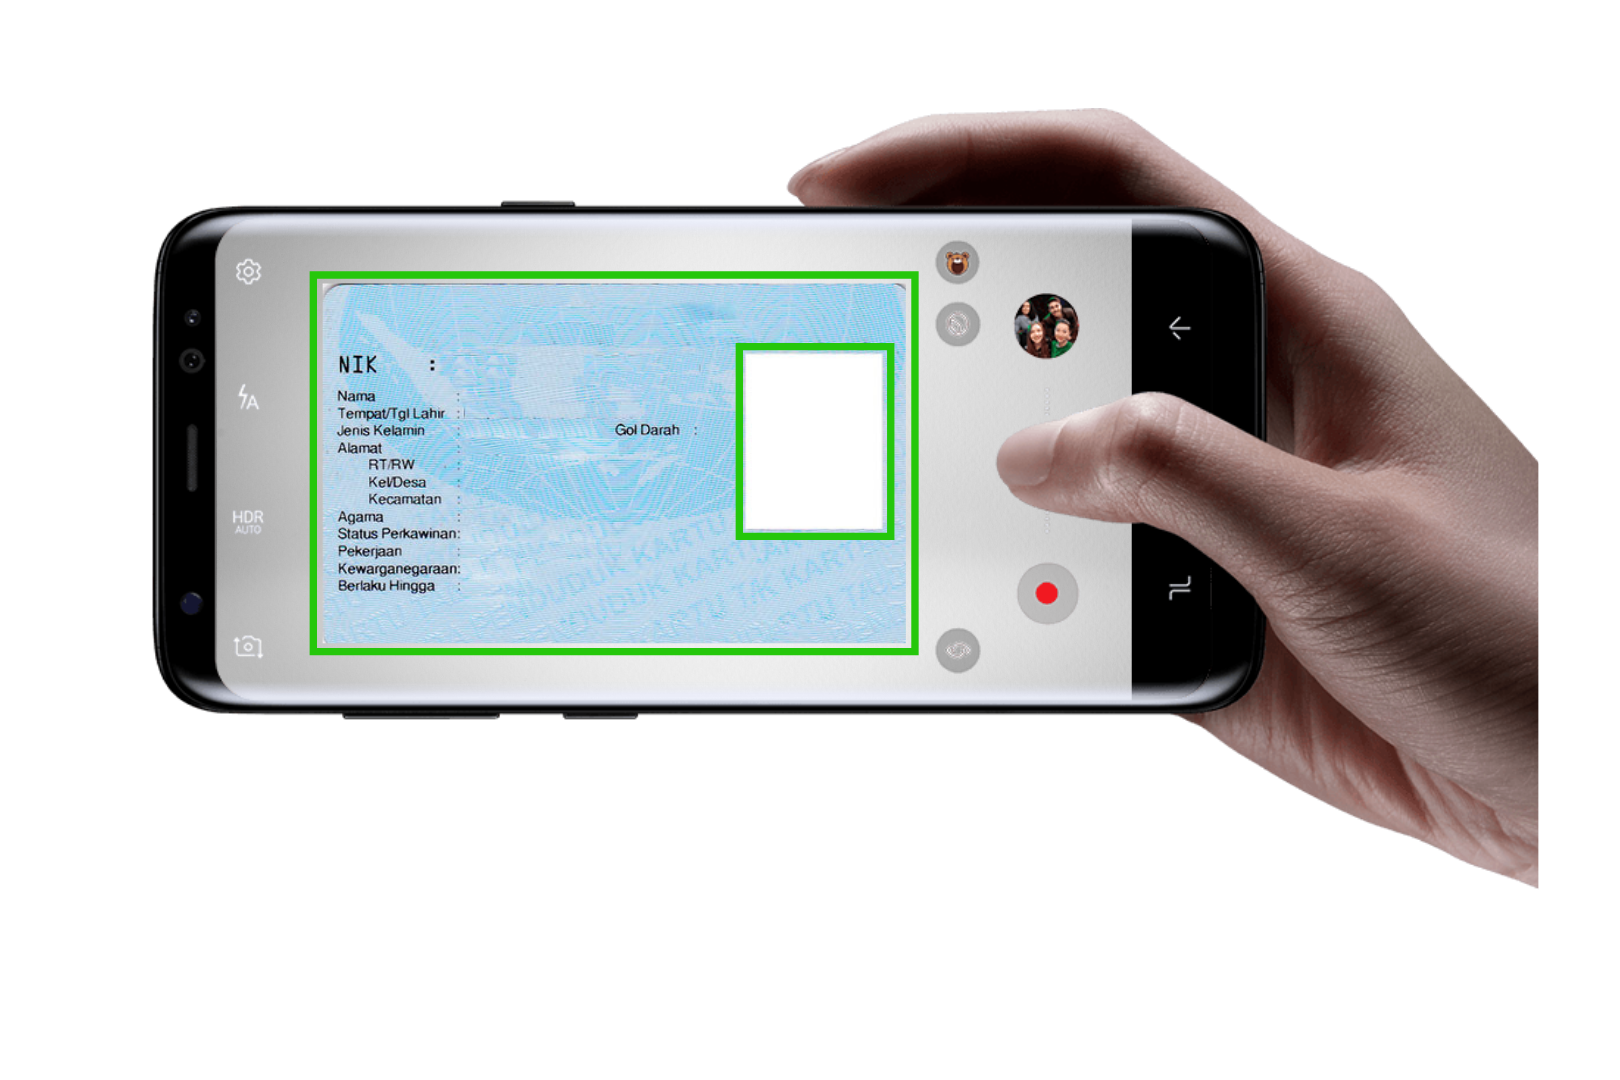 HDR
AUTO
NIK :
Nama :
Tempat/Tgl Lahir :
Jenis Kelamin : Gol Darah :
Alamat :
RT/RW :
Kel/Desa :
Kecamatan :
Agama :
Status Perkawinan:
Pekerjaan :
Kewarganegaraan:
Berlaku Hingga :